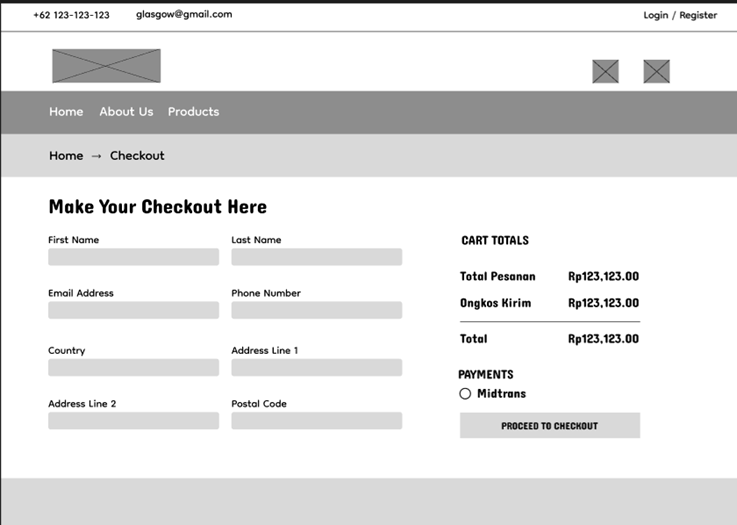 +62 123-123-123 glasgow@gmail.com Login / Register
Home About Us Products
Home → Checkout
Make Your Checkout Here
First Name Last Name
Email Address Phone Number
Country Address Line 1
Address Line 2 Postal Code
CART TOTALS
Total Pesanan Rp123,123.00
Ongkos Kirim Rp123,123.00
Total Rp123,123.00
PAYMENTS
Midtrans
PROCEED TO CHECKOUT